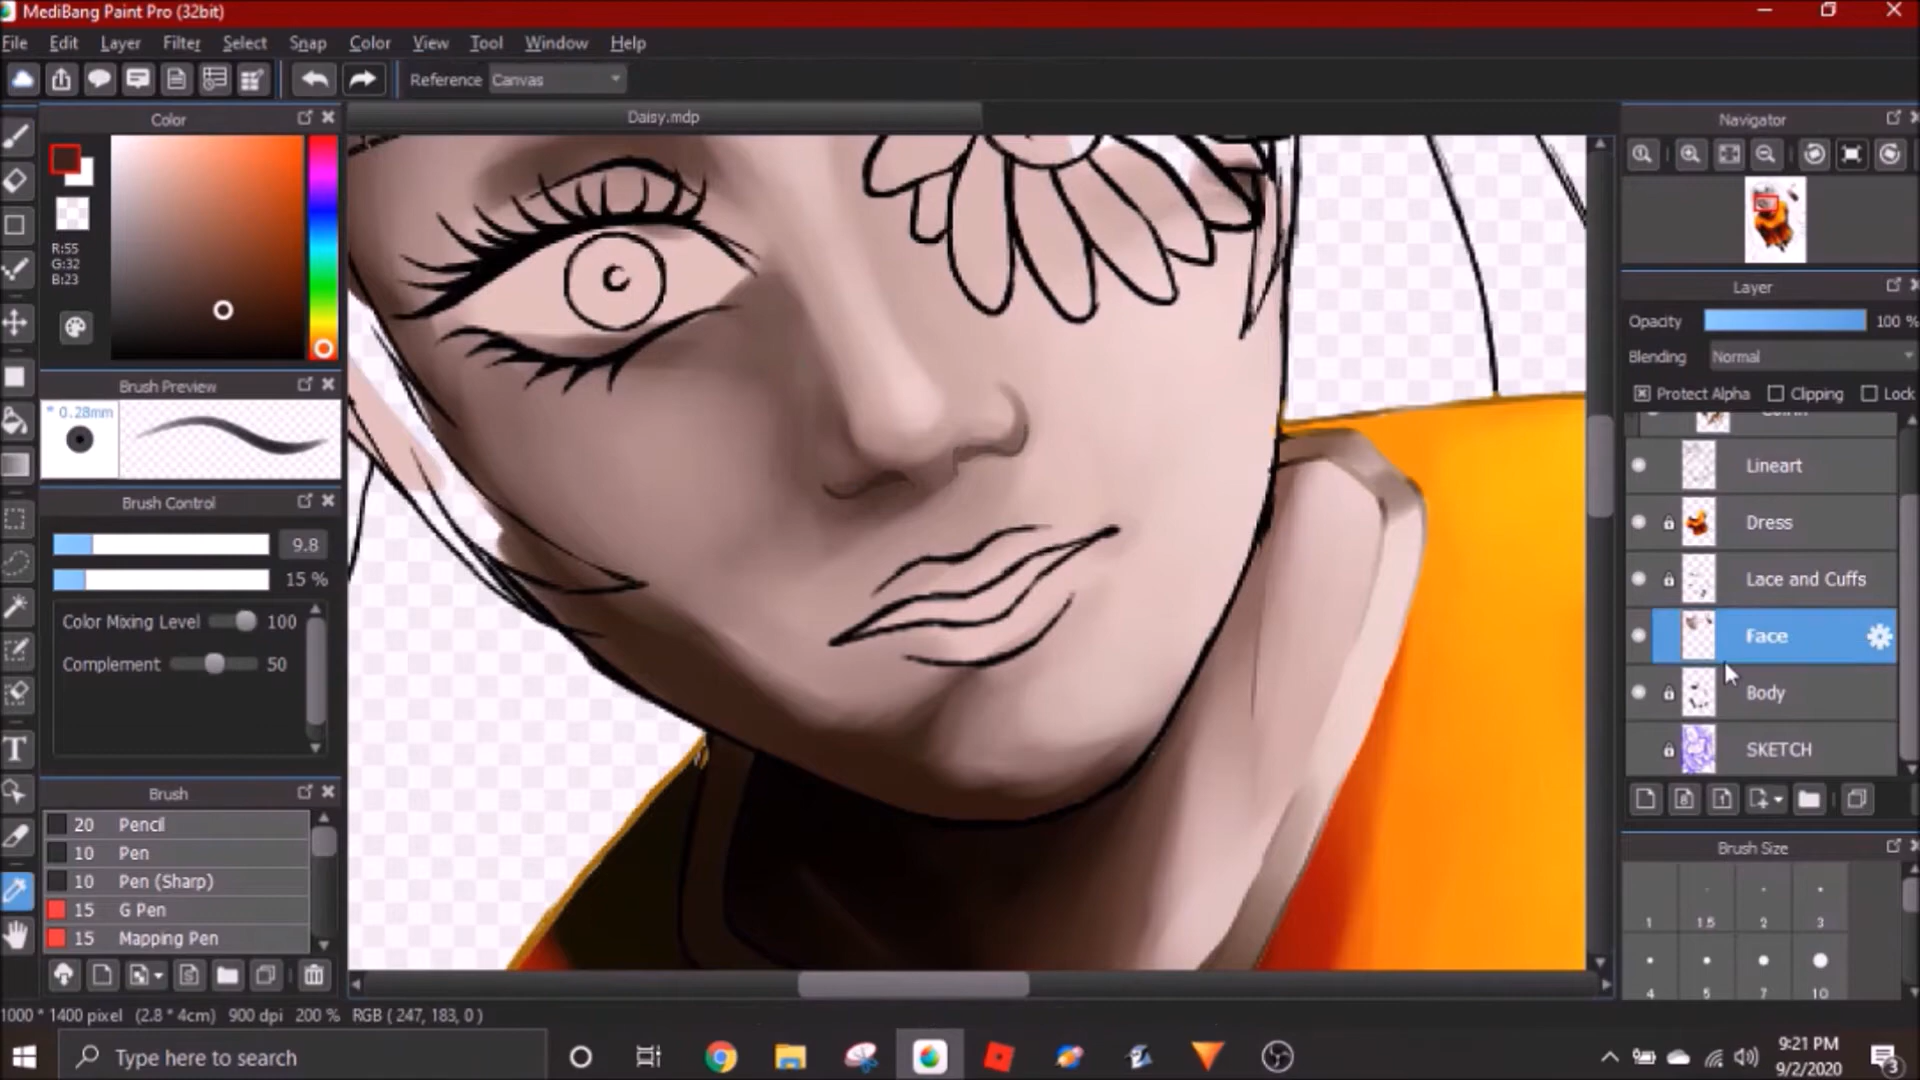 MediBang Paint Pro (32bit)
File Edit Layer Filter Select Snap Color View Tool Window Help
Reference Canvas
Color
Daisy.mdp
Navigator
R:55
G:32
B:23
Layer
Opacity 100 %
Blending Normal
Protect Alpha Clipping Lock
Brush Preview
* 0.28mm
Lineart
Brush Control
Dress
9.8
15 %
Lace and Cuffs
Color Mixing Level 100
Face
Complement 50
Body
SKETCH
Brush
20 Pencil
10 Pen
10 Pen (Sharp)
15 G Pen
15 Mapping Pen
Brush Size
1 1.5 2 3
4 5 7 10
1000 * 1400 pixel (2.8 * 4cm) 900 dpi 200 % RGB ( 247, 183, 0 )
Type here to search
9:21 PM
9/2/2020
3